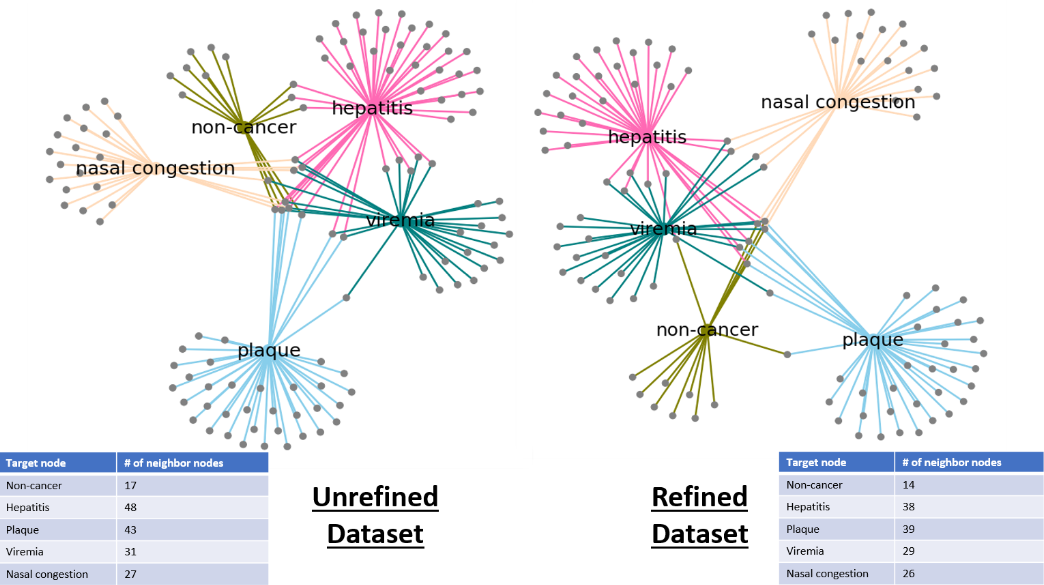 hepatitis
non-cancer
nasal congestion
viremia
plaque
nasal congestion
hepatitis
viremia
non-cancer
plaque
Target node # of neighbor nodes
Non-cancer 17
Hepatitis 48
Plaque 43
Viremia 31
Nasal congestion 27
Unrefined
Dataset
Refined
Dataset
Target node # of neighbor nodes
Non-cancer 14
Hepatitis 38
Plaque 39
Viremia 29
Nasal congestion 26